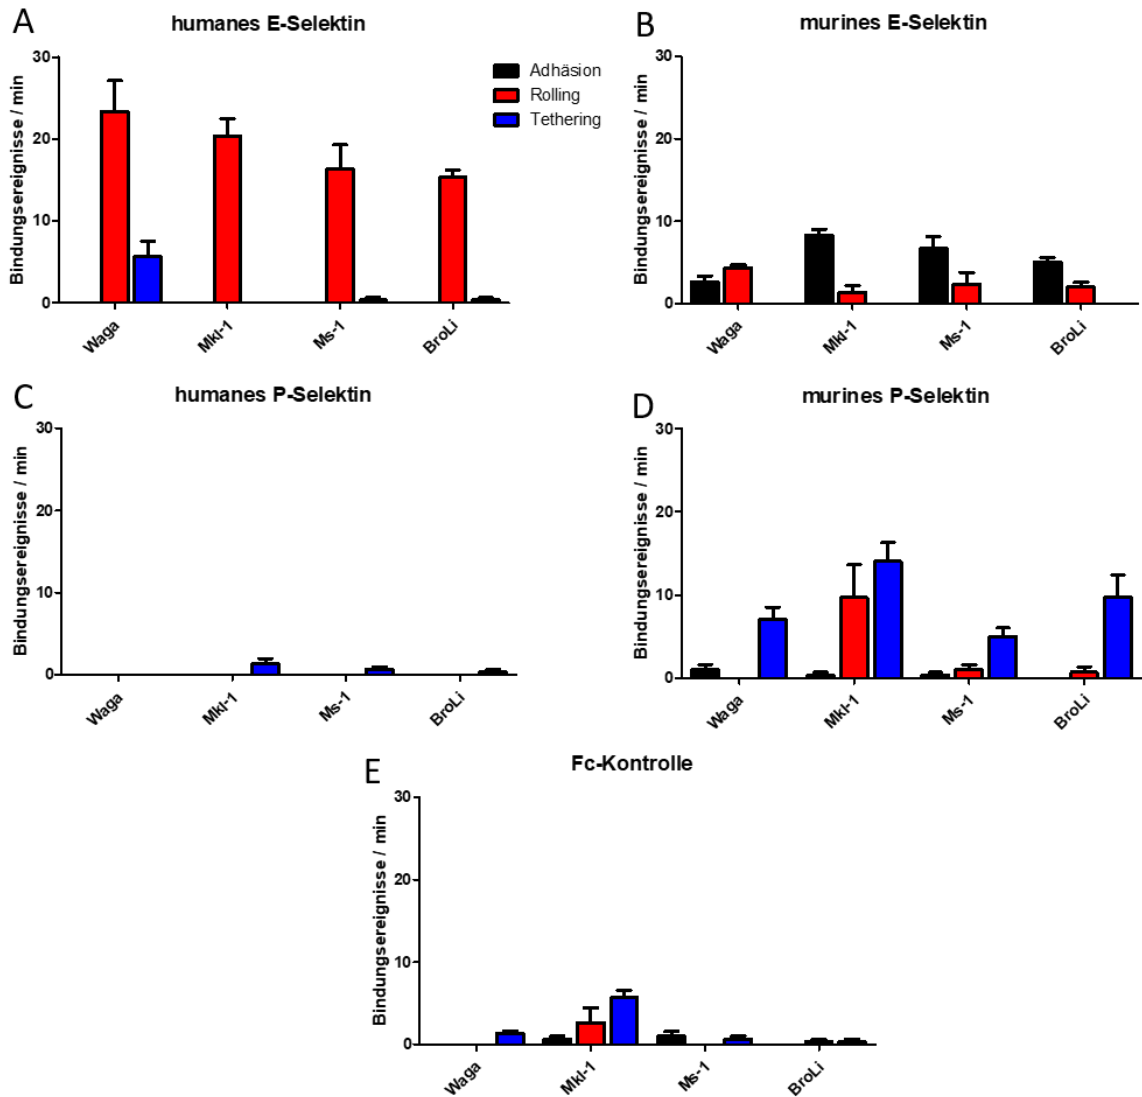 A
humanes E-Selektin
Bindungsereignisse / min
30
20
10
0
Waga
Mkl-1
Ms-1
BroLi
Adhäsion
Rolling
Tethering
B
murines E-Selektin
Bindungsereignisse / min
30
20
10
0
Waga
Mkl-1
Ms-1
BroLi
C
humanes P-Selektin
Bindungsereignisse / min
30
20
10
0
Waga
Mkl-1
Ms-1
BroLi
D
murines P-Selektin
Bindungsereignisse / min
30
20
10
0
Waga
Mkl-1
Ms-1
BroLi
E
Fc-Kontrolle
Bindungsereignisse / min
30
20
10
0
Waga
Mkl-1
Ms-1
BroLi